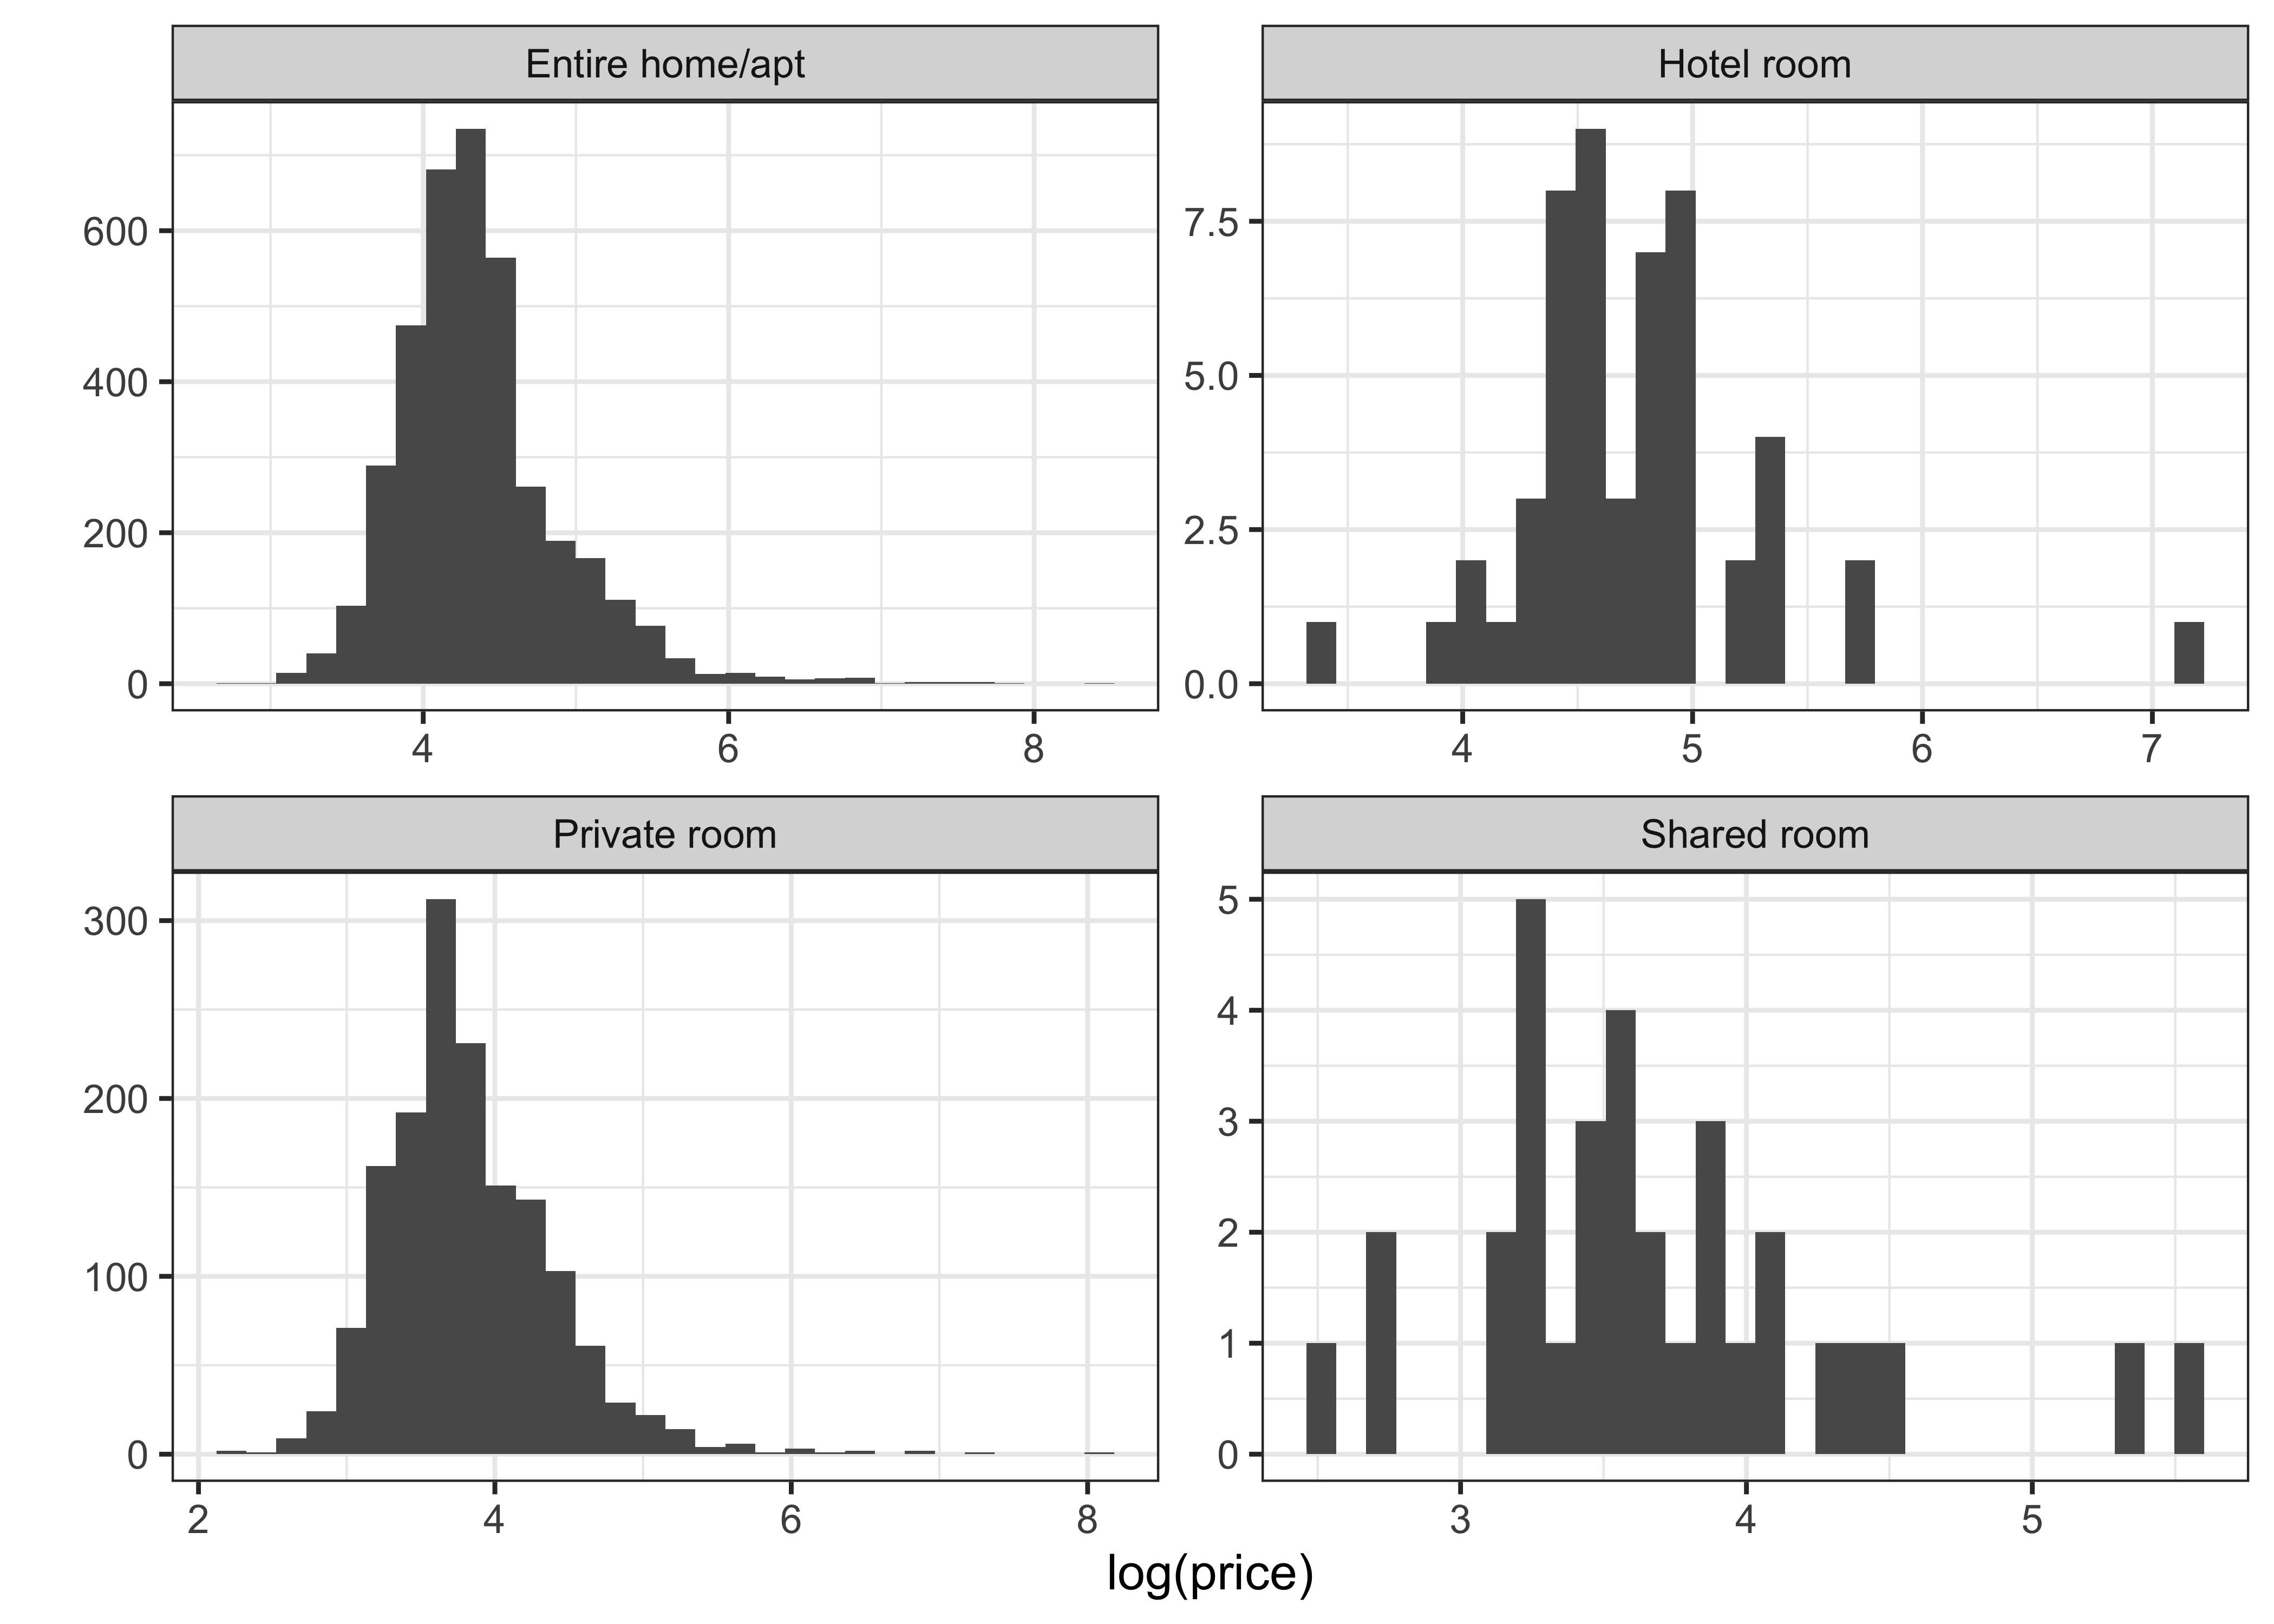 Entire home/apt
600
400
200
0
4 6 8
Hotel room
7.5
5.0
2.5
0.0
4 5 6 7
Private room
300
200
100
0
2 4 6 8
Shared room
5
4
3
2
1
0
3 4 5
log(price)